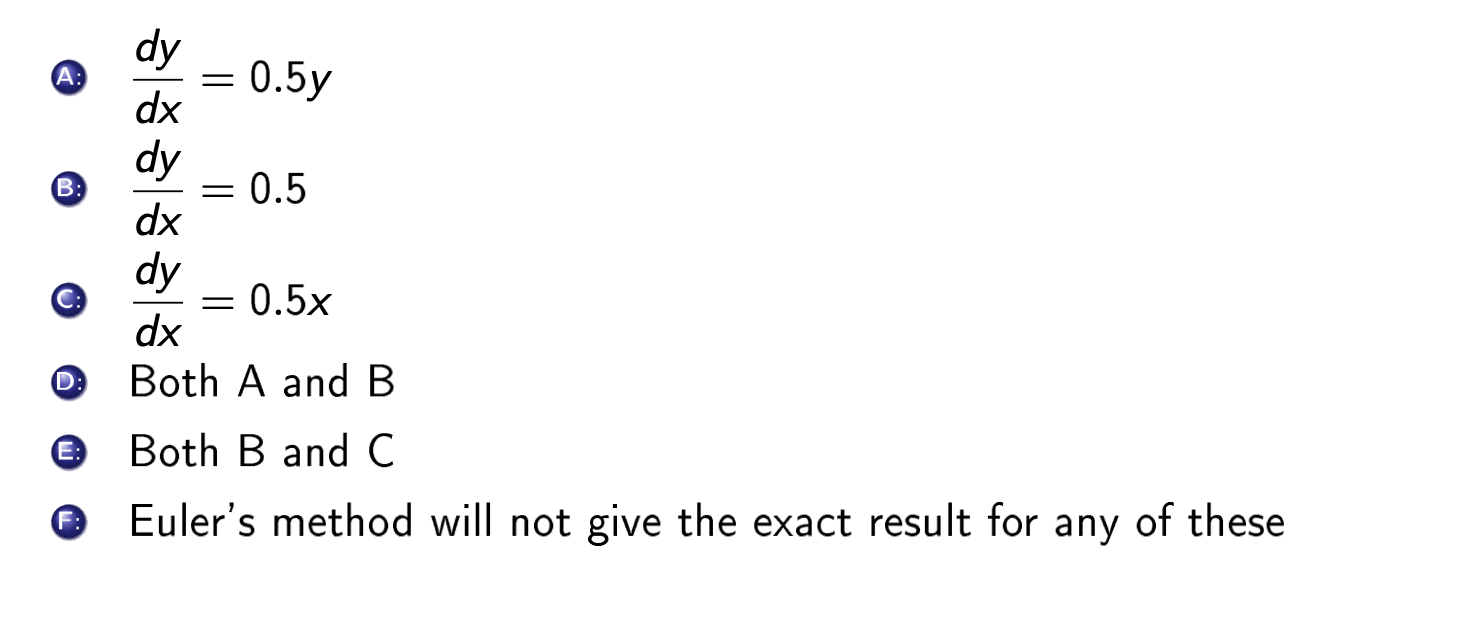 A: dy/dx = 0.5y
B: dy/dx = 0.5
C: dy/dx = 0.5x
D: Both A and B
E: Both B and C
F: Euler's method will not give the exact result for any of these